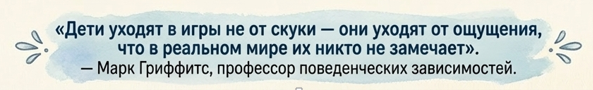 «Дети уходят в игры не от скуки — они уходят от ощущения,
что в реальном мире их никто не замечает».
— Марк Гриффитс, профессор поведенческих зависимостей.